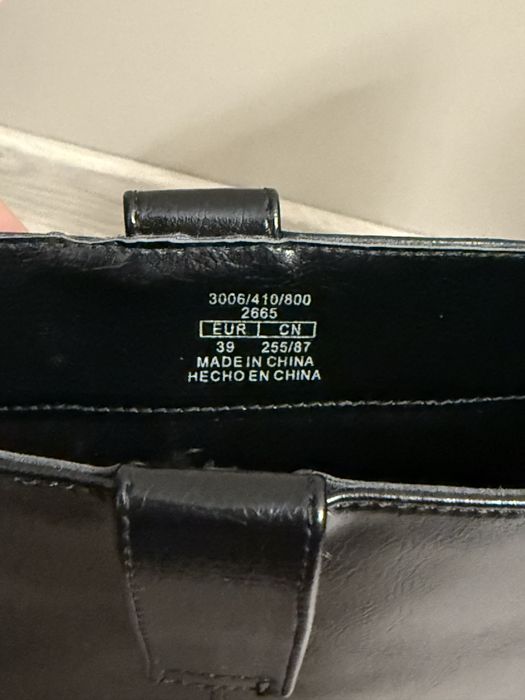 3006/410/800
2665
EUR CN
39 255/87
MADE IN CHINA
HECHO EN CHINA